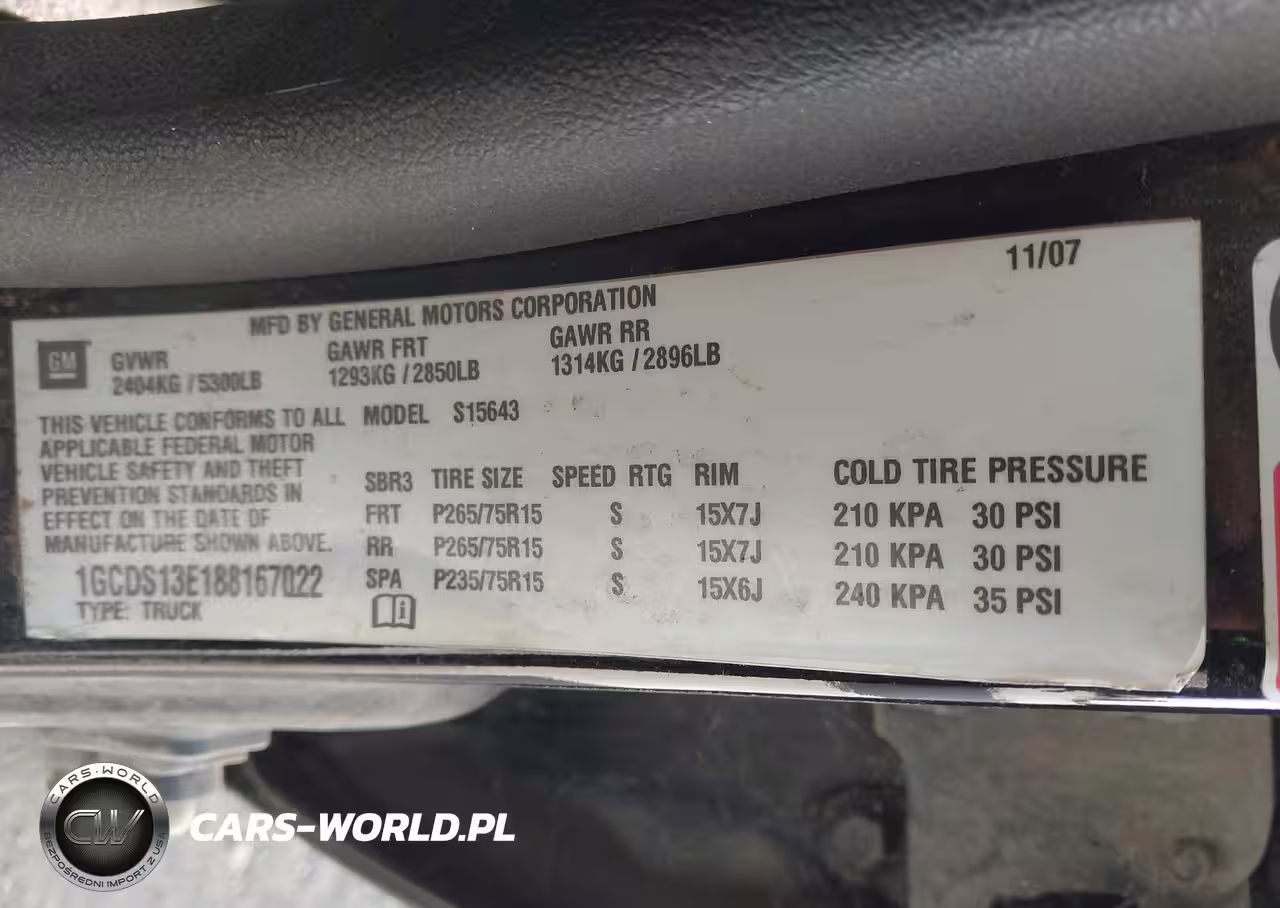 11/07
MFD BY GENERAL MOTORS CORPORATION
GM
GVWR GAWR FRT GAWR RR
2404KG / 5300LB 1293KG / 2850LB 1314KG / 2896LB
THIS VEHICLE CONFORMS TO ALL
APPLICABLE FEDERAL MOTOR
VEHICLE SAFETY AND THEFT
PREVENTION STANDARDS IN
EFFECT ON THE DATE OF
MANUFACTURE SHOWN ABOVE.
1GCDS13E188167022
TYPE: TRUCK
MODEL S15643
SBR3 TIRE SIZE SPEED RTG RIM COLD TIRE PRESSURE
FRT P265/75R15 S 15X7J 210 KPA 30 PSI
RR P265/75R15 S 15X7J 210 KPA 30 PSI
SPA P235/75R15 S 15X6J 240 KPA 35 PSI
CARS-WORLD
CW
BEZPOŚREDNI IMPORT Z USA
CARS-WORLD.PL